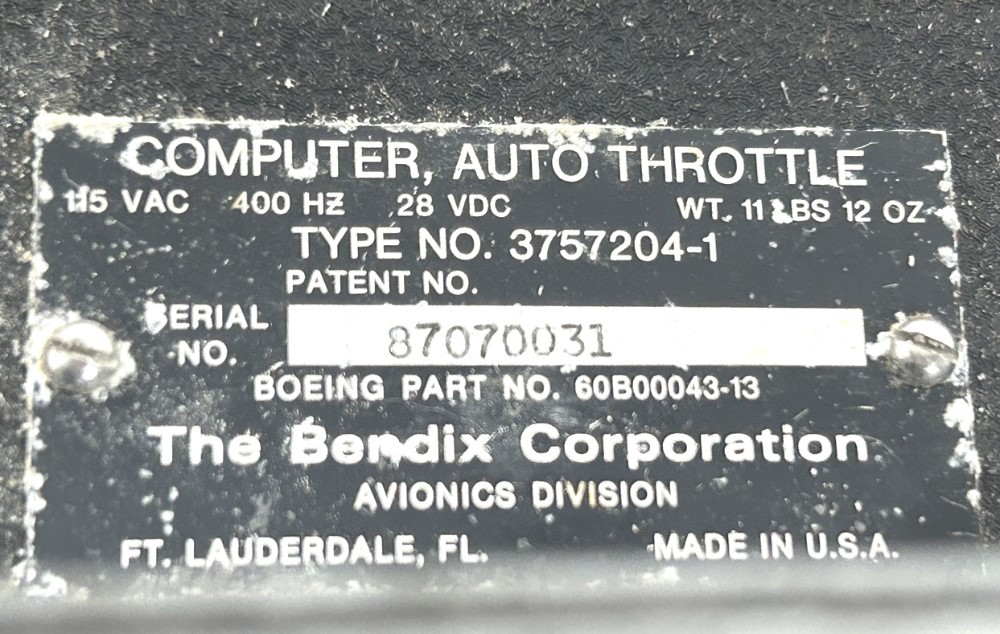 COMPUTER, AUTO THROTTLE
115 VAC 400 HZ 28 VDC WT. 11 LBS 12 OZ
TYPE NO. 3757204-1
PATENT NO.
SERIAL NO. 87070031
BOEING PART NO. 60B00043-13
The Bendix Corporation
AVIONICS DIVISION
FT. LAUDERDALE, FL. MADE IN U.S.A.